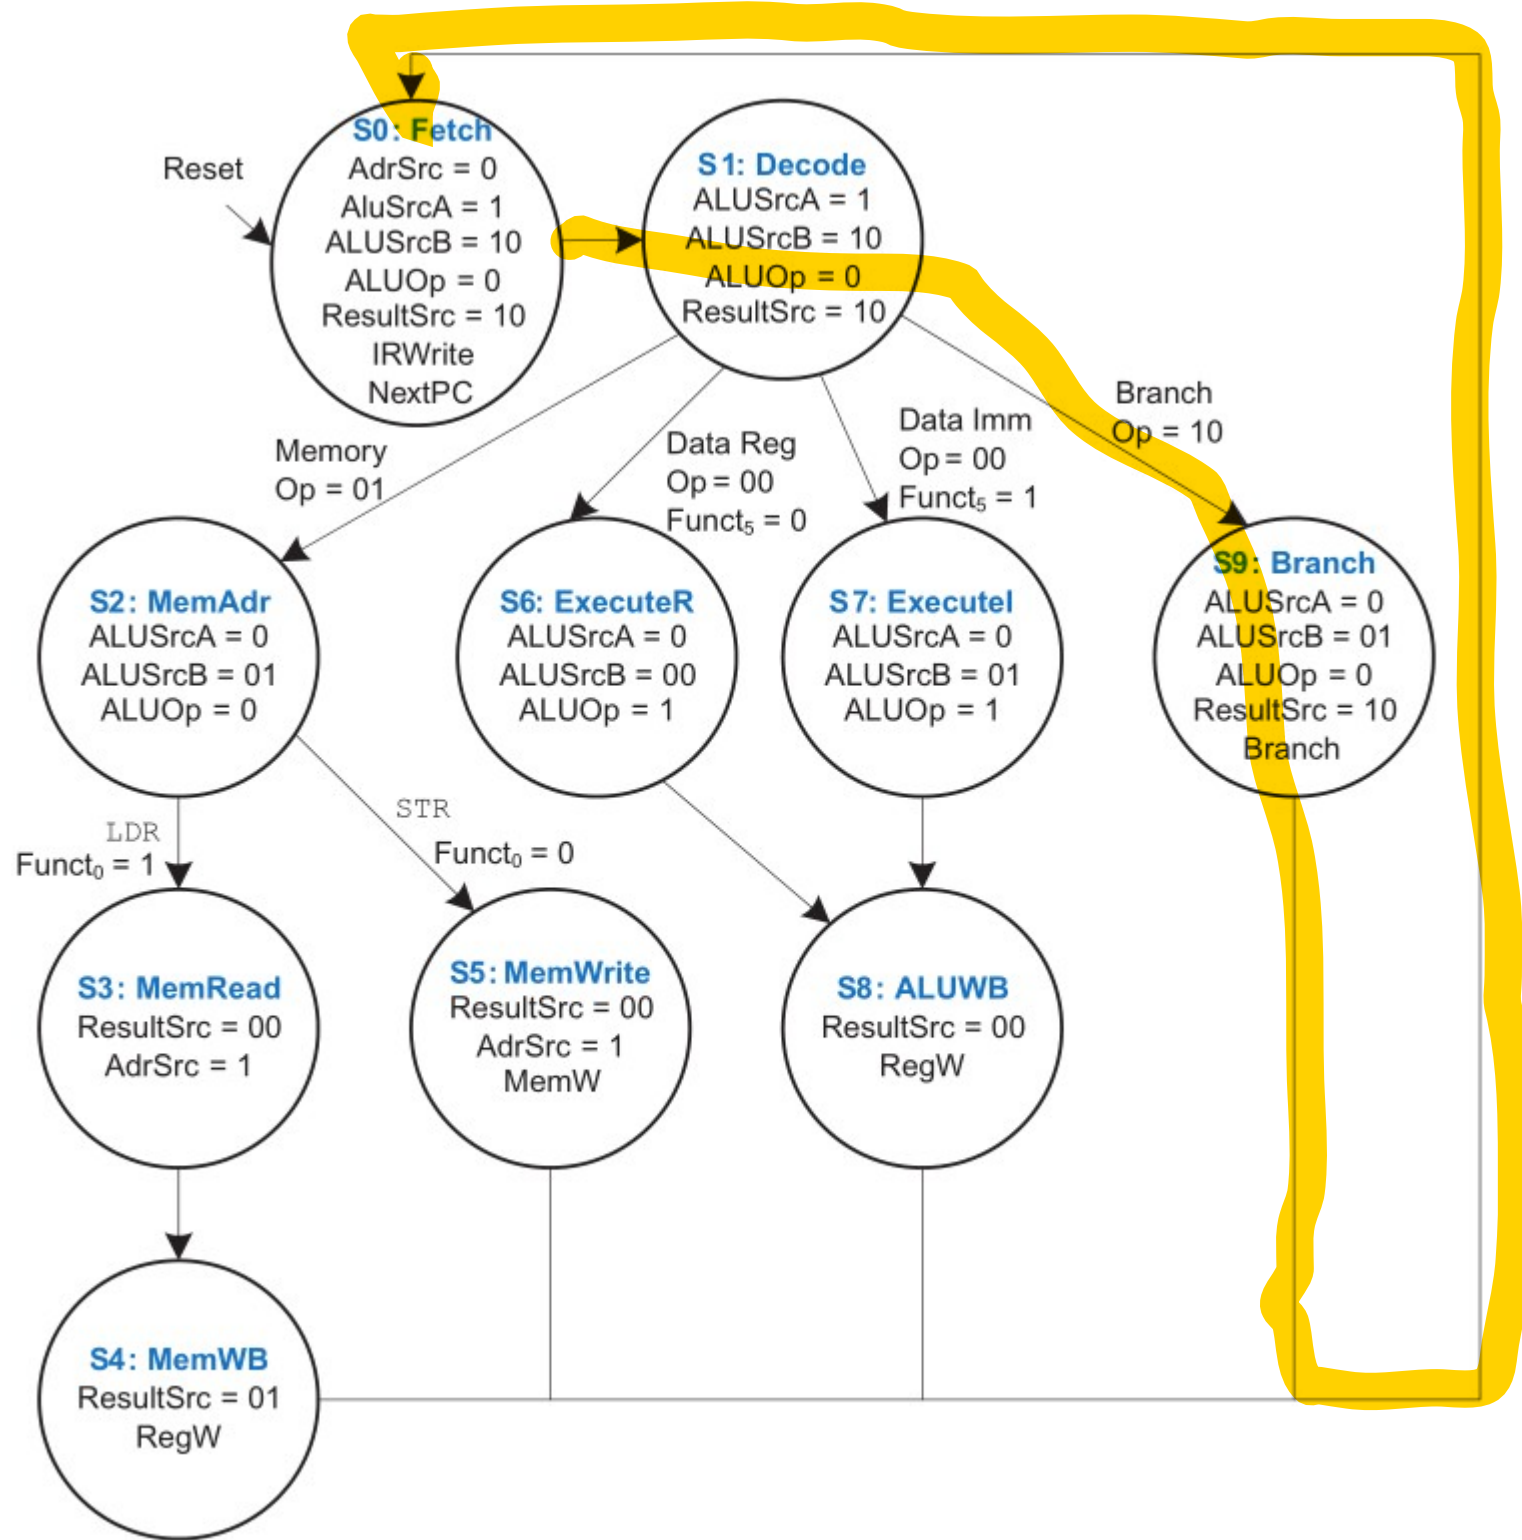 Reset
S0: Fetch
AdrSrc = 0
AluSrcA = 1
ALUSrcB = 10
ALUOp = 0
ResultSrc = 10
IRWrite
NextPC
S1: Decode
ALUSrcA = 1
ALUSrcB = 10
ALUOp = 0
ResultSrc = 10
Memory
Op = 01
Data Reg
Op = 00
Funct5 = 0
Data Imm
Op = 00
Funct5 = 1
Branch
Op = 10
S2: MemAdr
ALUSrcA = 0
ALUSrcB = 01
ALUOp = 0
S6: ExecuteR
ALUSrcA = 0
ALUSrcB = 00
ALUOp = 1
S7: ExecuteI
ALUSrcA = 0
ALUSrcB = 01
ALUOp = 1
S9: Branch
ALUSrcA = 0
ALUSrcB = 01
ALUOp = 0
ResultSrc = 10
Branch
LDR
Funct0 = 1
STR
Funct0 = 0
S3: MemRead
ResultSrc = 00
AdrSrc = 1
S5: MemWrite
ResultSrc = 00
AdrSrc = 1
MemW
S8: ALUWB
ResultSrc = 00
RegW
S4: MemWB
ResultSrc = 01
RegW